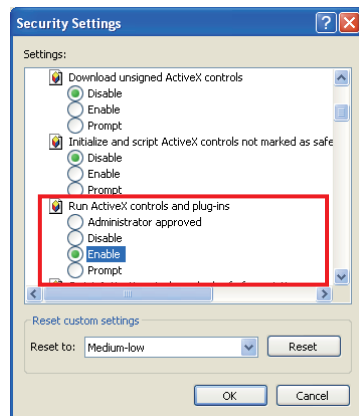 Security Settings
Settings:
Download unsigned ActiveX controls
Disable
Enable
Prompt
Initialize and script ActiveX controls not marked as safe
Disable
Enable
Prompt
Run ActiveX controls and plug-ins
Administrator approved
Disable
Enable
Prompt
Reset custom settings
Reset to: Medium-low Reset
OK Cancel